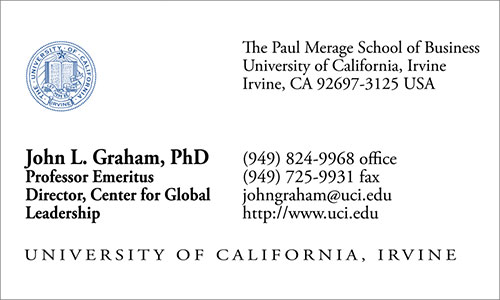 THE UNIVERSITY OF CALIFORNIA
IRVINE
The Paul Merage School of Business
University of California, Irvine
Irvine, CA 92697-3125 USA
John L. Graham, PhD
Professor Emeritus
Director, Center for Global
Leadership
(949) 824-9968 office
(949) 725-9931 fax
johngraham@uci.edu
http://www.uci.edu
UNIVERSITY OF CALIFORNIA, IRVINE